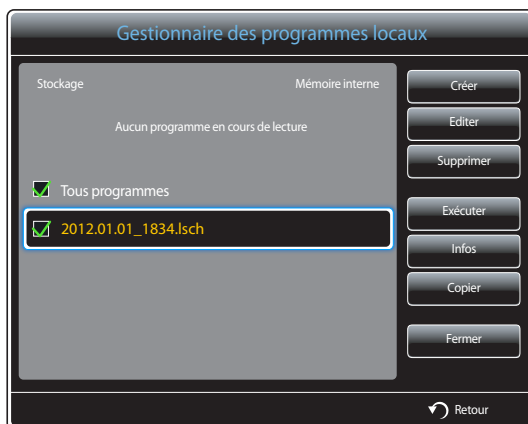 Gestionnaire des programmes locaux
Stockage Mémoire interne
Aucun programme en cours de lecture
Tous programmes
2012.01.01_1834.lsch
Créer
Editer
Supprimer
Exécuter
Infos
Copier
Fermer
Retour